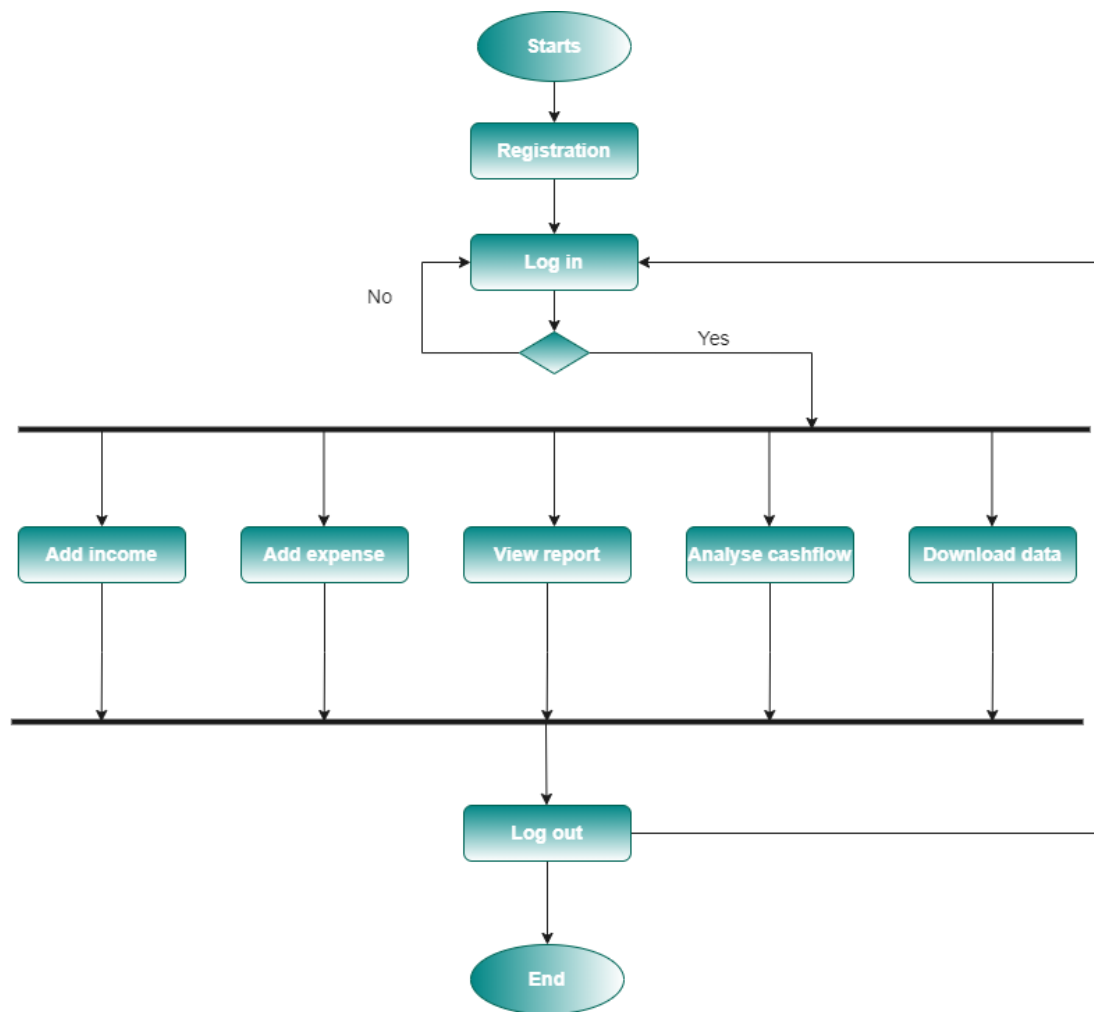 Starts
Registration
Log in
No
Yes
Add income
Add expense
View report
Analyse cashflow
Download data
Log out
End